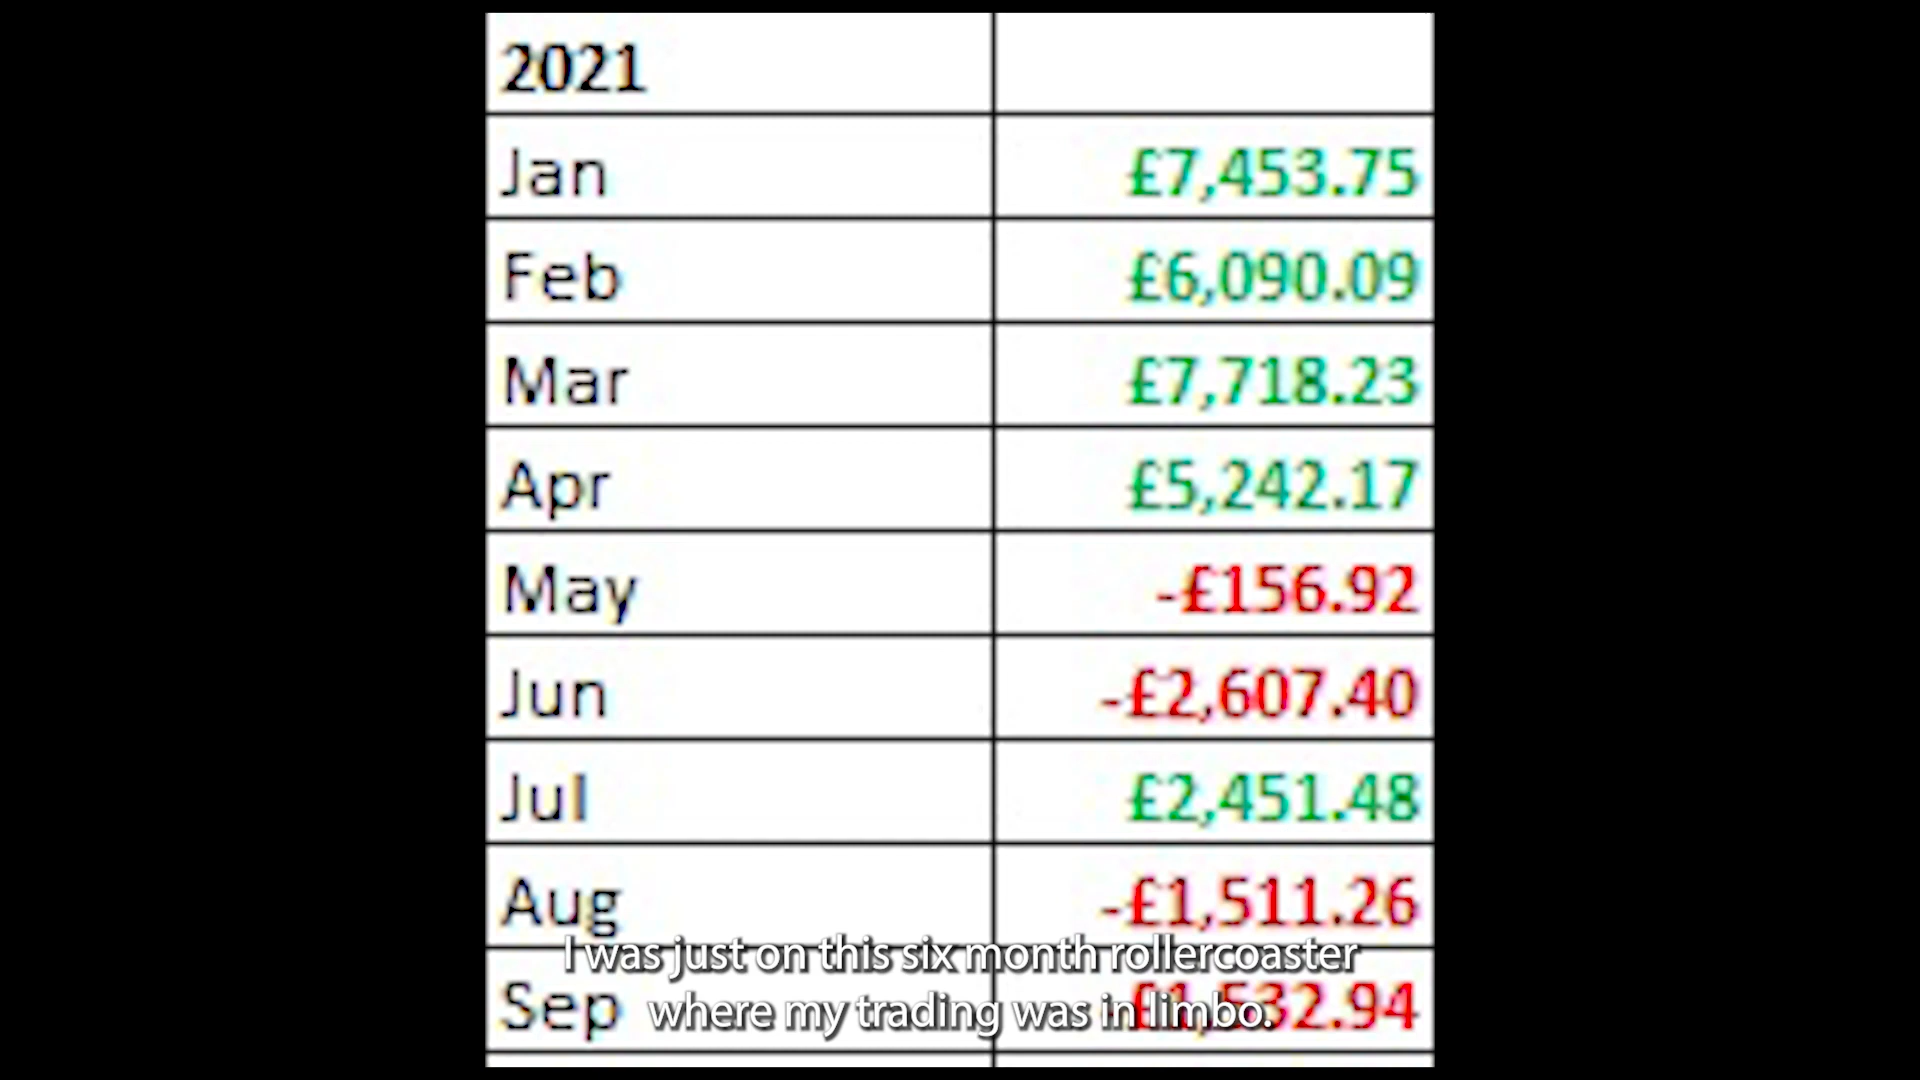 2021
Jan £7,453.75
Feb £6,090.09
Mar £7,718.23
Apr £5,242.17
May -£156.92
Jun -£2,607.40
Jul £2,451.48
Aug -£1,511.26
Sep -£1,532.94
I was just on this six month rollercoaster
where my trading was in limbo.